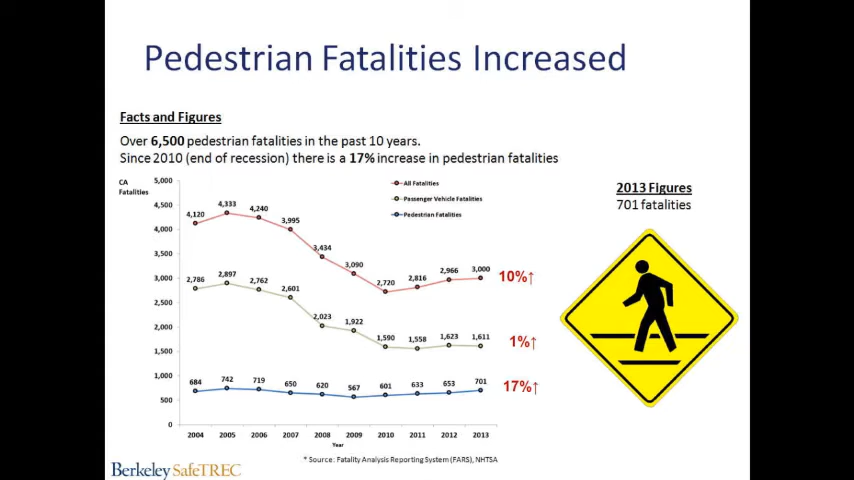 Pedestrian Fatalities Increased
Facts and Figures
Over 6,500 pedestrian fatalities in the past 10 years.
Since 2010 (end of recession) there is a 17% increase in pedestrian fatalities
CA
Fatalities
5,000
4,500
4,000
3,500
3,000
2,500
2,000
1,500
1,000
500
0
All Fatalities
Passenger Vehicle Fatalities
Pedestrian Fatalities
4,120 4,333 4,240 3,995 3,434 3,090 2,720 2,816 2,966 3,000
10%↑
2,786 2,897 2,762 2,601 2,023 1,922 1,590 1,558 1,623 1,611
1%↑
684 742 719 650 620 567 601 633 653 701
17%↑
2004 2005 2006 2007 2008 2009 2010 2011 2012 2013
Year
2013 Figures
701 fatalities
* Source: Fatality Analysis Reporting System (FARS), NHTSA
Berkeley SafeTREC